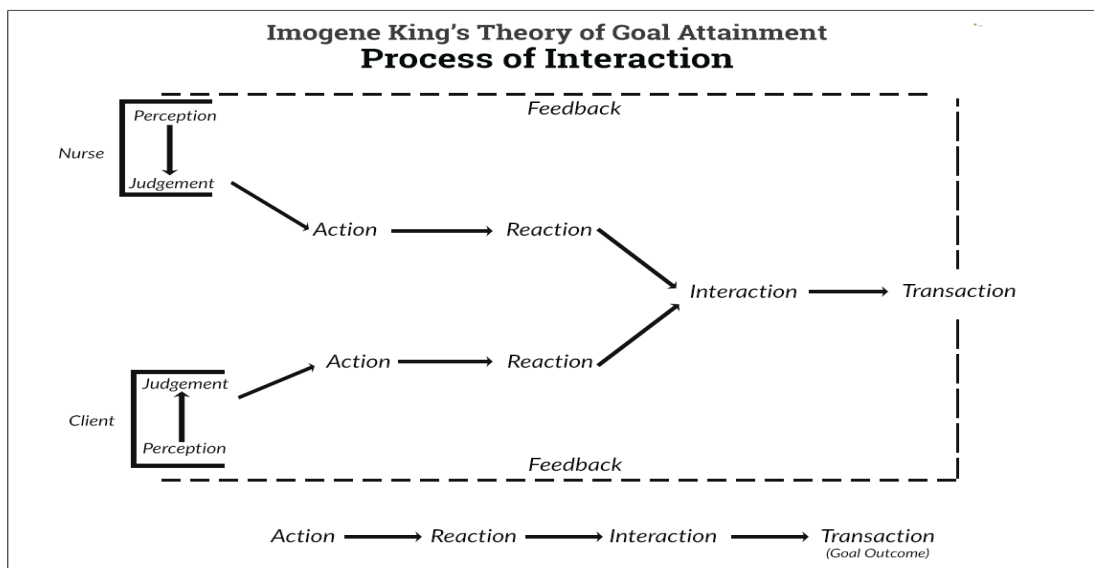 Imogene King's Theory of Goal Attainment
Process of Interaction
Feedback
Perception
Nurse
Judgement
Action
Reaction
Interaction
Transaction
Action
Reaction
Judgement
Client
Perception
Feedback
Action
Reaction
Interaction
Transaction
(Goal Outcome)